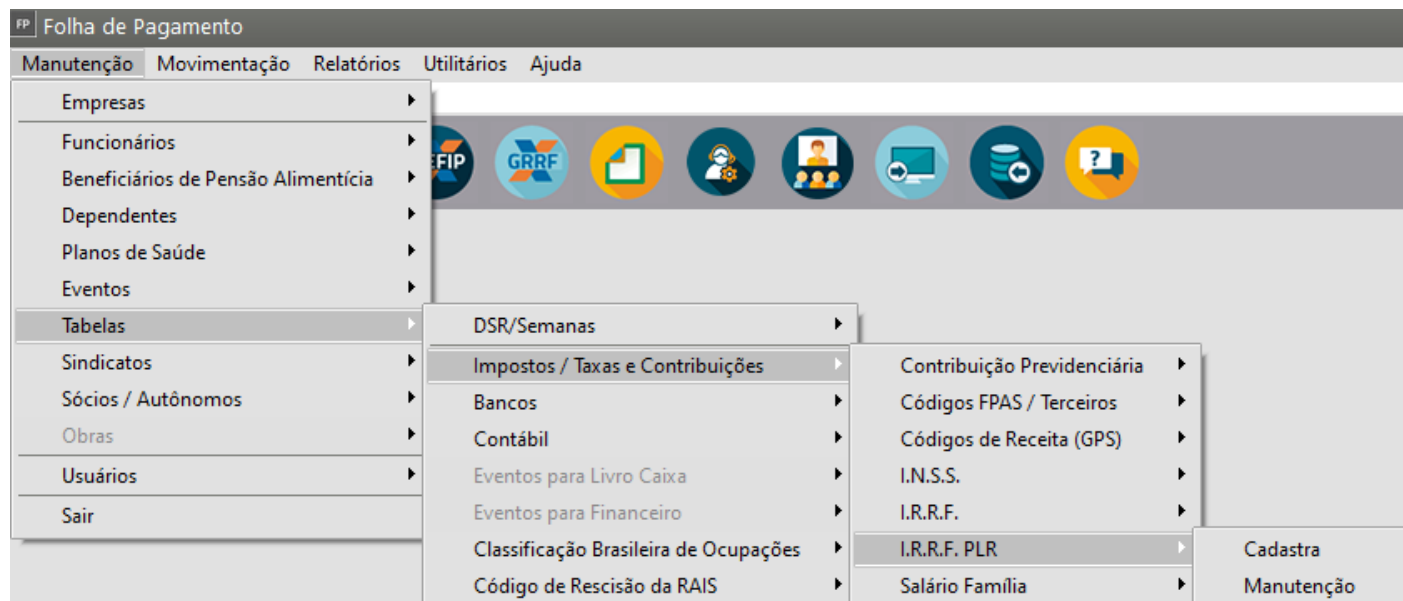 FP Folha de Pagamento
Manutenção Movimentação Relatórios Utilitários Ajuda
Empresas
Funcionários
Beneficiários de Pensão Alimentícia
Dependentes
Planos de Saúde
Eventos
Tabelas
Sindicatos
Sócios / Autônomos
Obras
Usuários
Sair
GRRF
?
DSR/Semanas
Impostos / Taxas e Contribuições
Bancos
Contábil
Eventos para Livro Caixa
Eventos para Financeiro
Classificação Brasileira de Ocupações
Código de Rescisão da RAIS
Contribuição Previdenciária
Códigos FPAS / Terceiros
Códigos de Receita (GPS)
I.N.S.S.
I.R.R.F.
I.R.R.F. PLR
Salário Família
Cadastra
Manutenção